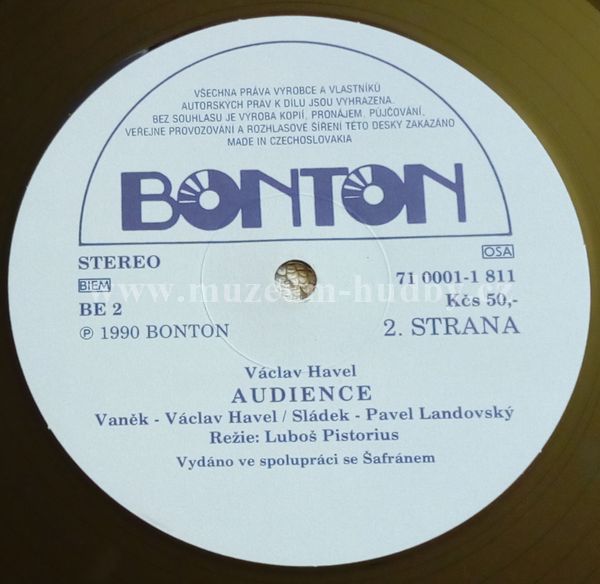 VŠECHNA PRÁVA VÝROBCE A VLASTNÍKŮ
AUTORSKÝCH PRÁV K DÍLU JSOU VYHRAZENA.
BEZ SOUHLASU JE VÝROBA KOPIÍ, PRONÁJEM, PŮJČOVÁNÍ,
VEŘEJNÉ PROVOZOVÁNÍ A ROZHLASOVÉ ŠÍŘENÍ TÉTO DESKY ZAKÁZÁNO
MADE IN CZECHOSLOVAKIA
BONTON
STEREO
OSA
BIEM
71 0001-1 811
www.muzeum-hudby.cz
BE 2
Kčs 50,-
℗ 1990 BONTON
2. STRANA
Václav Havel
AUDIENCE
Vaněk - Václav Havel / Sládek - Pavel Landovský
Režie: Luboš Pistorius
Vydáno ve spolupráci se Šafránem